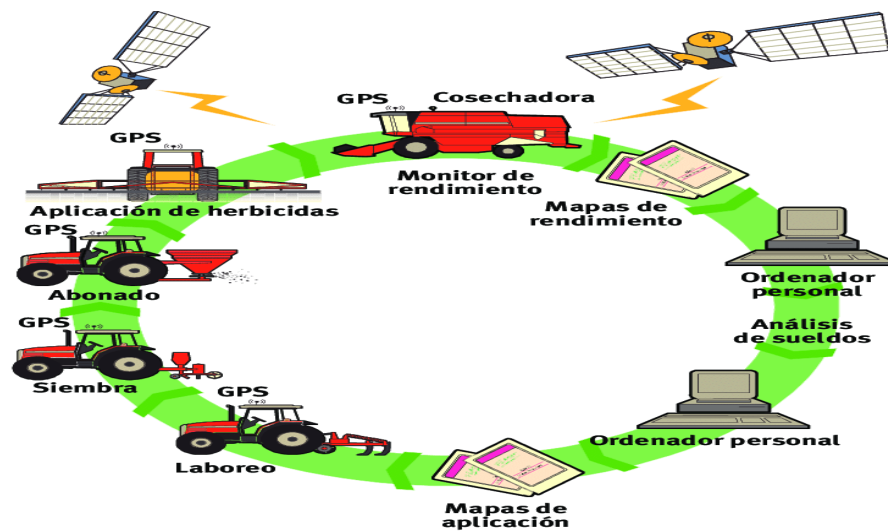 GPS
Cosechadora
Monitor de
rendimiento
Mapas de
rendimiento
Ordenador
personal
Análisis
de sueldos
Ordenador personal
Mapas de
aplicación
GPS
Laboreo
GPS
Siembra
GPS
Abonado
GPS
Aplicación de herbicidas